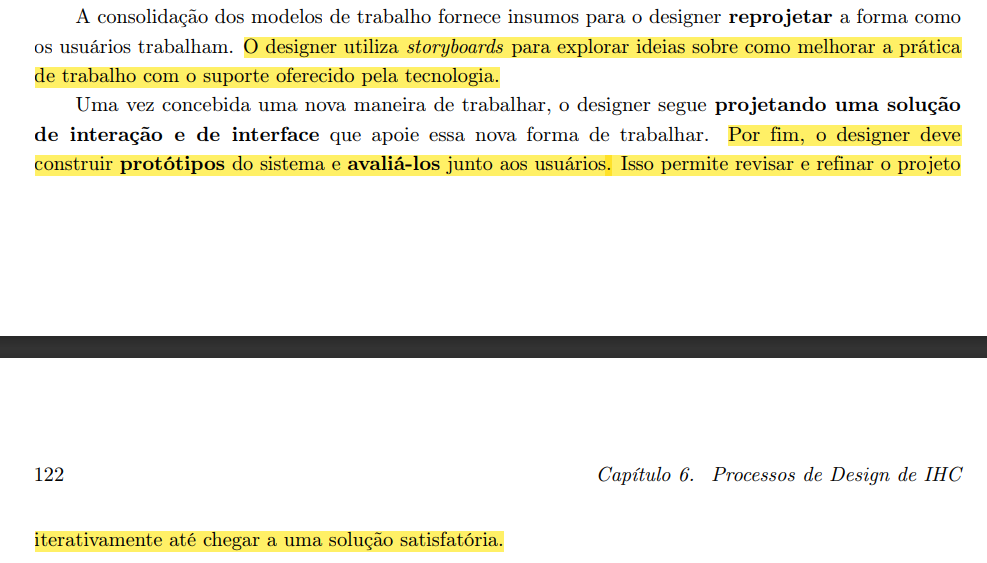 A consolidação dos modelos de trabalho fornece insumos para o designer reprojetar a forma como
os usuários trabalham. O designer utiliza storyboards para explorar ideias sobre como melhorar a prática
de trabalho com o suporte oferecido pela tecnologia.
Uma vez concebida uma nova maneira de trabalhar, o designer segue projetando uma solução
de interação e de interface que apoie essa nova forma de trabalhar. Por fim, o designer deve
construir protótipos do sistema e avaliá-los junto aos usuários. Isso permite revisar e refinar o projeto
122 Capítulo 6. Processos de Design de IHC
iterativamente até chegar a uma solução satisfatória.